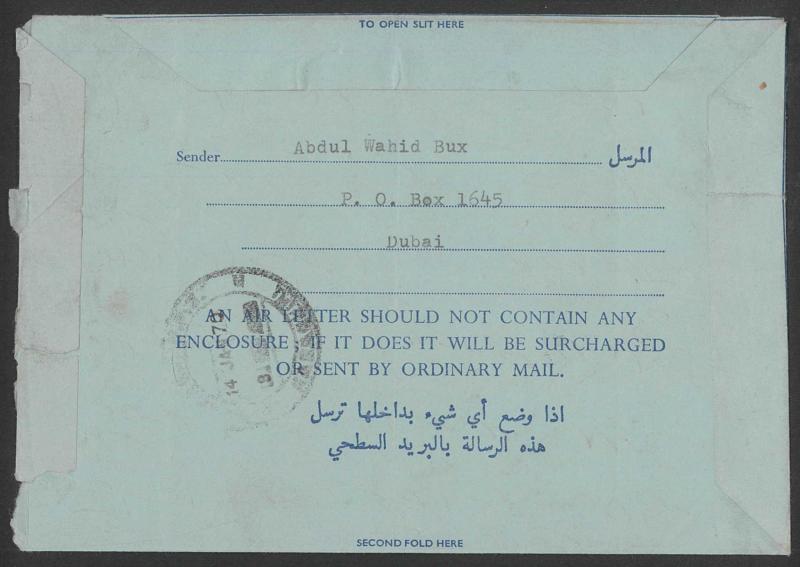 TO OPEN SLIT HERE
Sender Abdul Wahid Bux المرسل
P. O. Box 1645
Dubai
AN AIR LETTER SHOULD NOT CONTAIN ANY
ENCLOSURE; IF IT DOES IT WILL BE SURCHARGED
OR SENT BY ORDINARY MAIL.
اذا وضع أي شيء بداخلها ترسل
هذه الرسالة بالبريد السطحي
14 JA
SECOND FOLD HERE